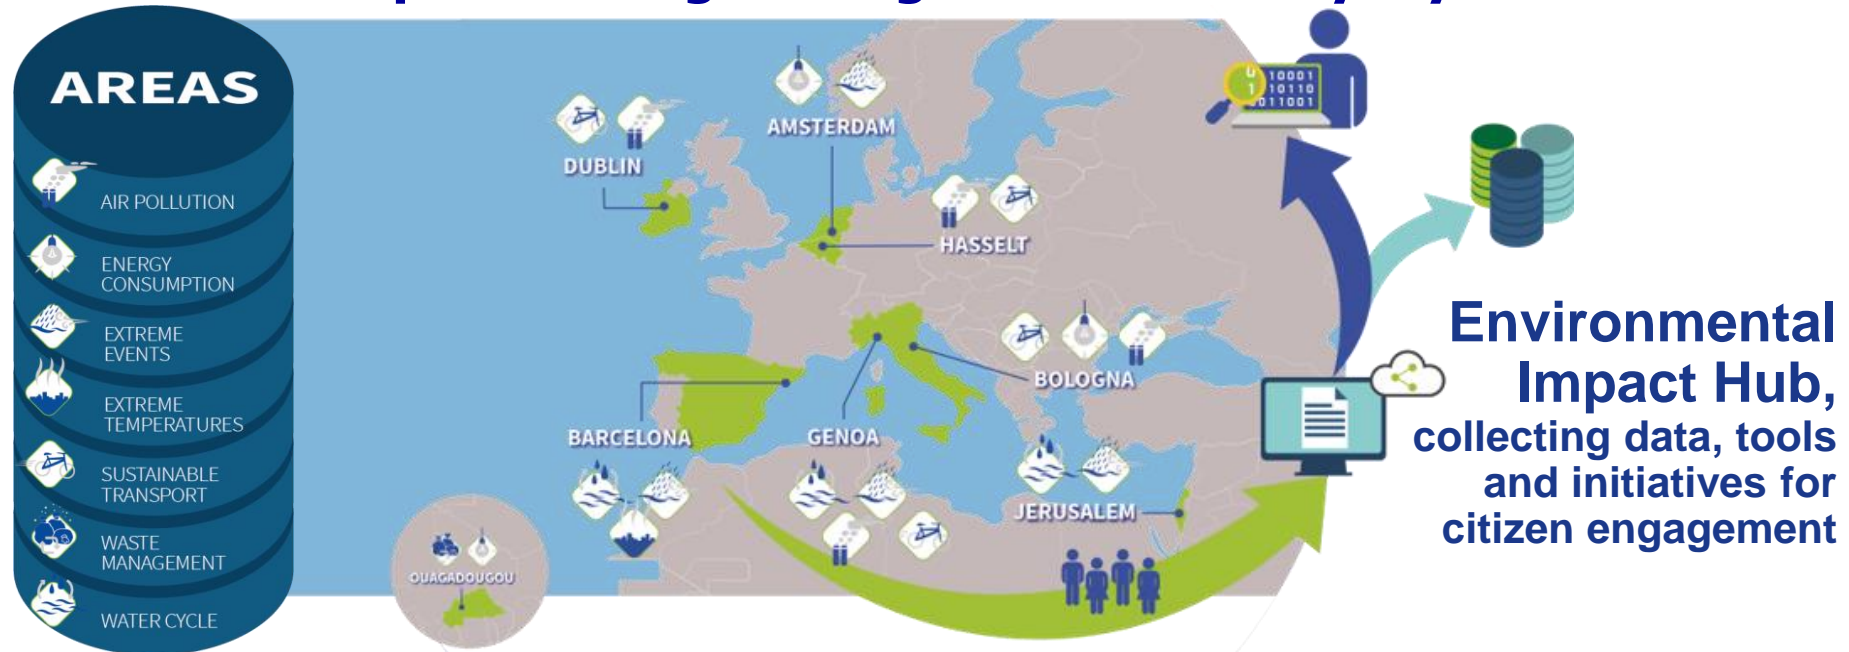 AREAS
AIR POLLUTION
ENERGY
CONSUMPTION
EXTREME
EVENTS
EXTREME
TEMPERATURES
SUSTAINABLE
TRANSPORT
WASTE
MANAGEMENT
WATER CYCLE
AMSTERDAM
DUBLIN
HASSELT
BOLOGNA
BARCELONA
GENOA
JERUSALEM
OUAGADOUGOU
10001
1 10110
011001
Environmental
Impact Hub,
collecting data, tools
and initiatives for
citizen engagement